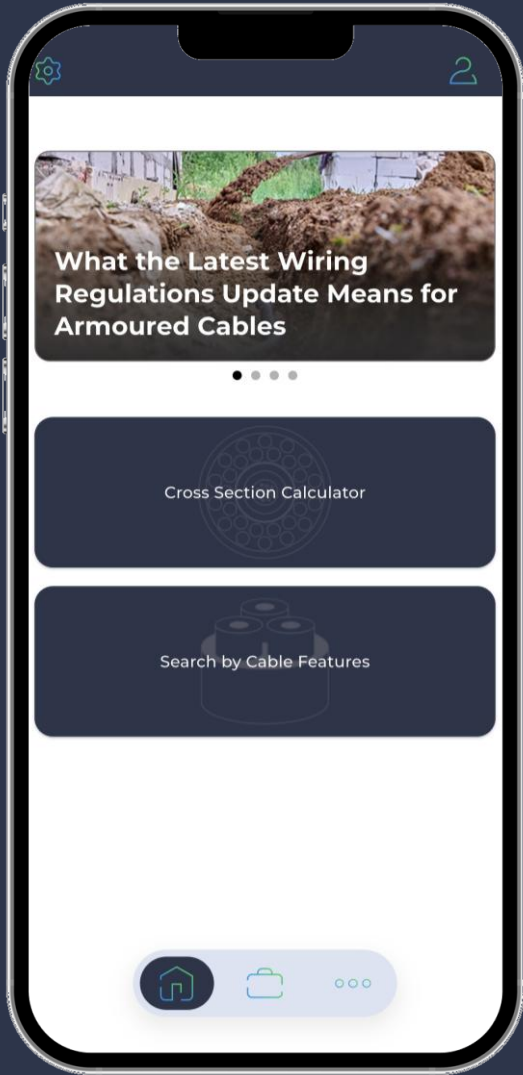 What the Latest Wiring
Regulations Update Means for
Armoured Cables
Cross Section Calculator
Search by Cable Features